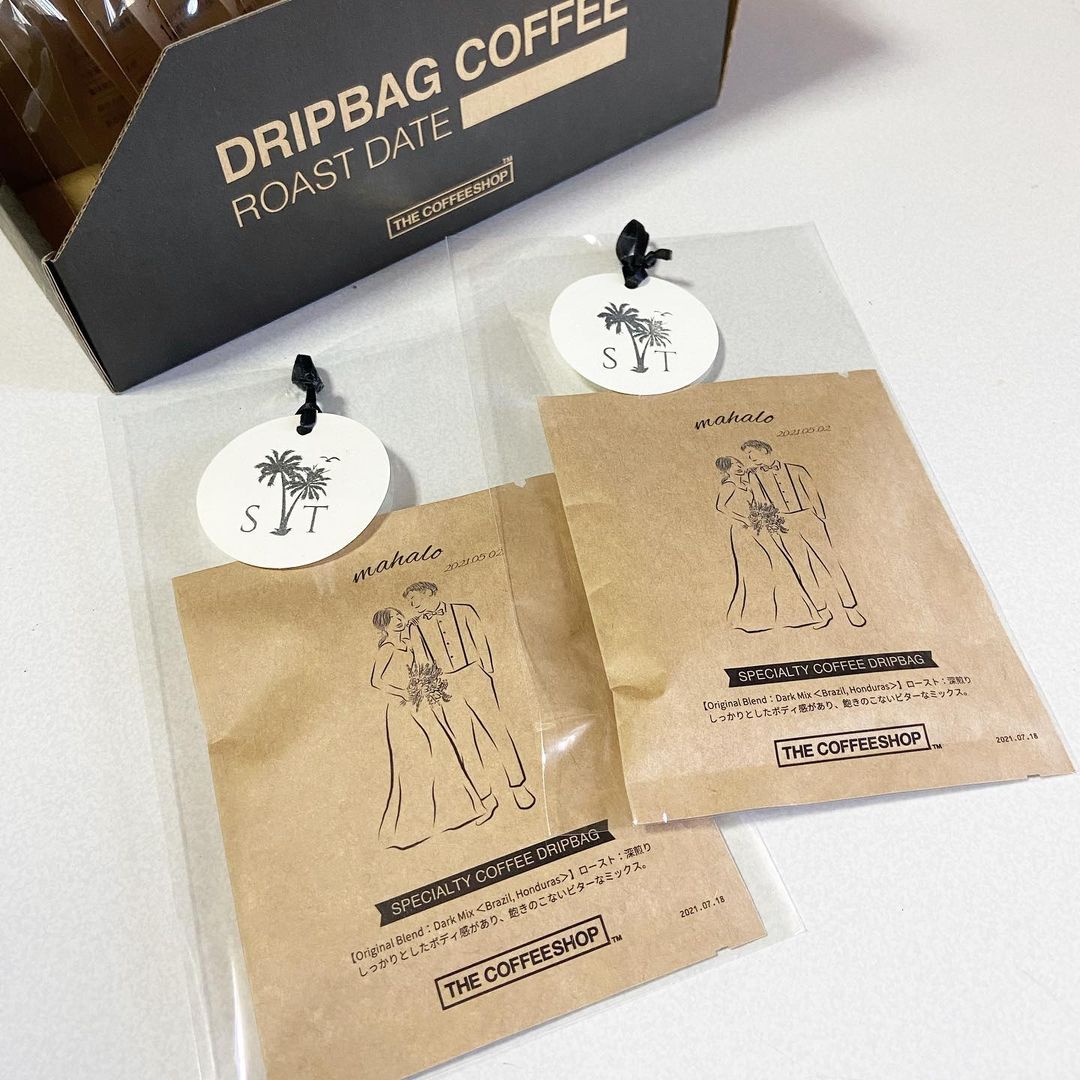 DRIPBAG COFFEE
ROAST DATE
THE COFFEESHOP™
S T
mahalo
2021.05.02
SPECIALTY COFFEE DRIPBAG
【Original Blend：Dark Mix ＜Brazil, Honduras＞】ロースト：深煎り
しっかりとしたボディ感があり、飽きのこないビターなミックス。
THE COFFEESHOP™
2021.07.18
S T
mahalo
2021.05.02
SPECIALTY COFFEE DRIPBAG
【Original Blend：Dark Mix ＜Brazil, Honduras＞】ロースト：深煎り
しっかりとしたボディ感があり、飽きのこないビターなミックス。
THE COFFEESHOP™
2021.07.18